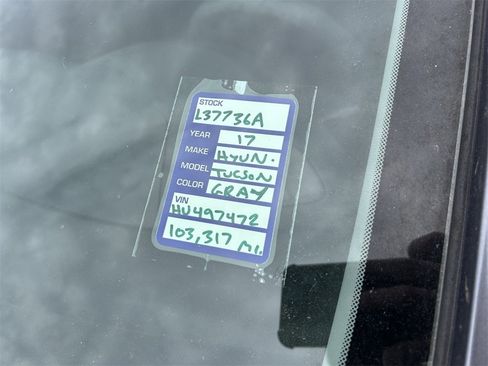 STOCK
L37736A
YEAR 17
MAKE HYUN.
MODEL TUCSON
COLOR GRAY
VIN
HU497472
103,317 Mi.